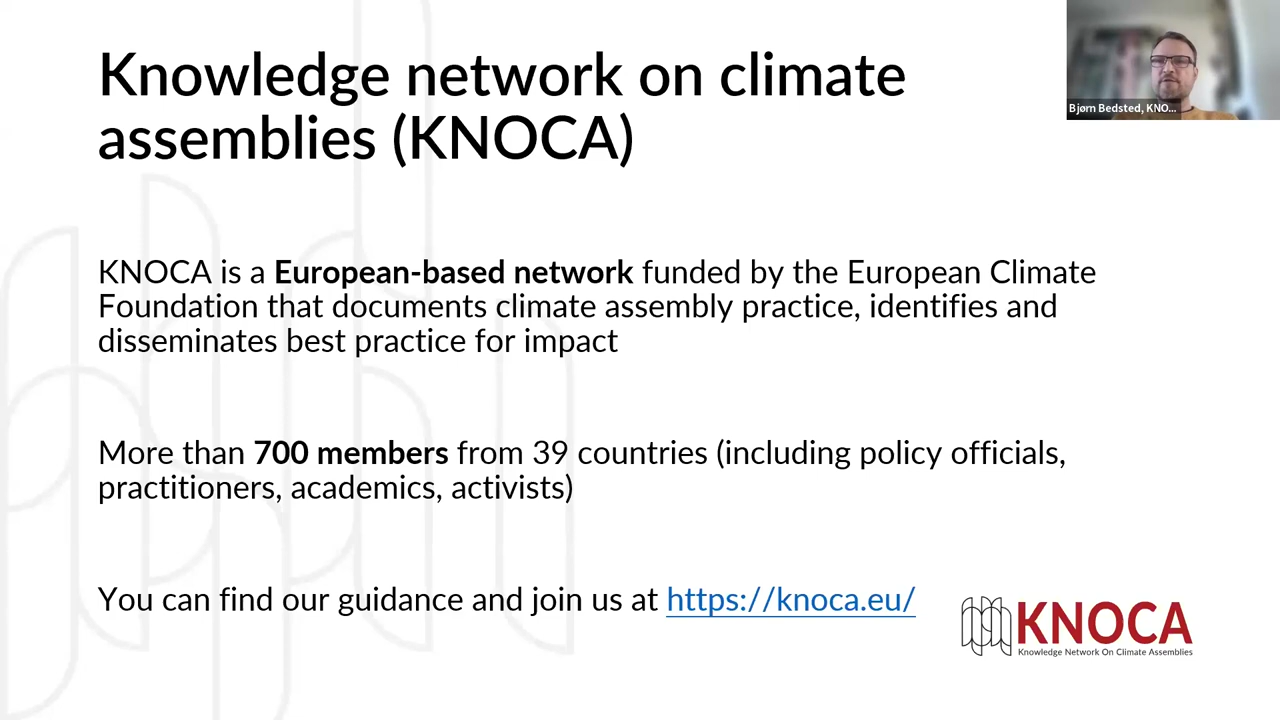 Knowledge network on climate
assemblies (KNOCA)
Bjørn Bedsted, KNO...
KNOCA is a European-based network funded by the European Climate
Foundation that documents climate assembly practice, identifies and
disseminates best practice for impact
More than 700 members from 39 countries (including policy officials,
practitioners, academics, activists)
You can find our guidance and join us at https://knoca.eu/
KNOCA
Knowledge Network On Climate Assemblies